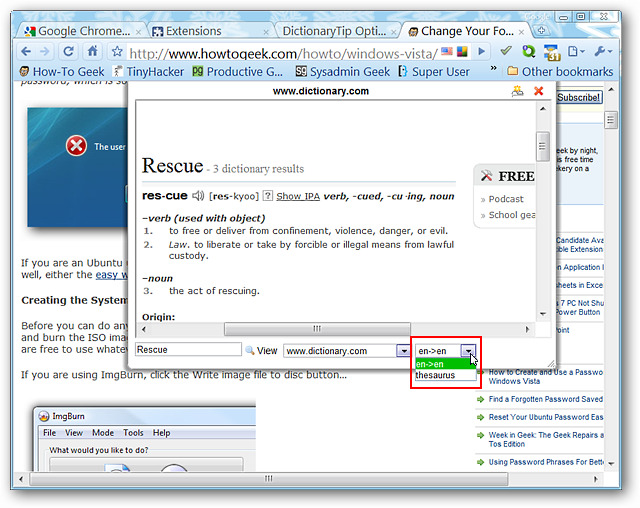 Google Chrome...
Extensions
DictionaryTip Optio
Change Your Fo...
http://www.howtogeek.com/howto/windows-vista/
How-To Geek
TinyHacker
Productive G...
Sysadmin Geek
Super User
»
Other bookmarks
password, which is s
www.dictionary.com
Subscribe!
The user
Rescue - 3 dictionary results
res·cue [res-kyoo] ? Show IPA verb, -cued, -cu·ing, noun
–verb (used with object)
1. to free or deliver from confinement, violence, danger, or evil.
2. Law. to liberate or take by forcible or illegal means from lawful
custody.
–noun
3. the act of rescuing.
Origin:
FREE
» Podcast
» School gea
eek by night,
is free time
ekery on a
Candidate Ava
ible Extension
n Application I
sheets in Exce
s 7 PC Not Shu
Power Button
oint
If you are an Ubuntu
well, either the easy w
Creating the System
Before you can do any
and burn the ISO imag
are free to use whate
If you are using ImgBurn, click the Write image file to disc button...
Rescue
View
www.dictionary.com
en->en
en->en
thesaurus
How to Create and Use a Passwo
Windows Vista
Find a Forgotten Password Saved
Reset Your Ubuntu Password Eas
Week in Geek: The Geek Repairs a
Tos Edition
Using Password Phrases For Bette
ImgBurn
File View Mode Tools Help
What would you like to do?